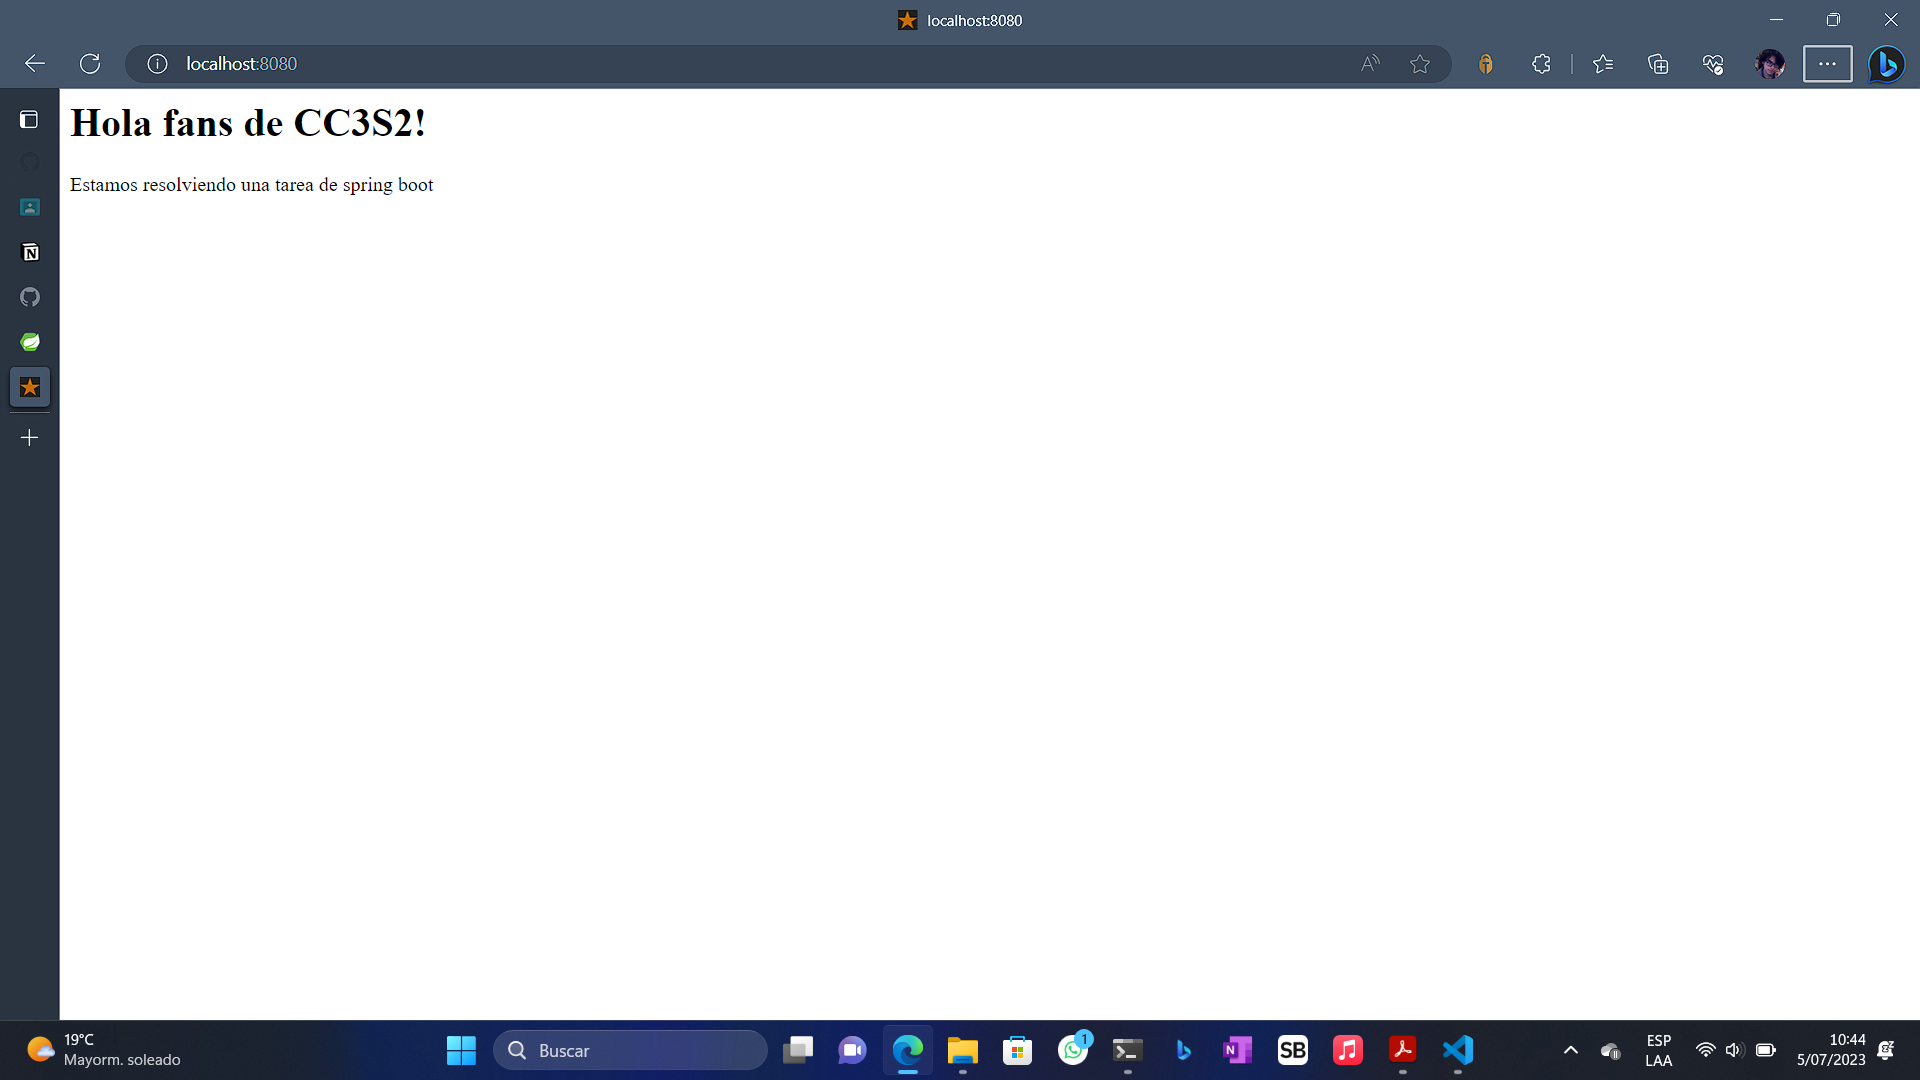 localhost:8080
localhost:8080
Hola fans de CC3S2!
Estamos resolviendo una tarea de spring boot
19°C
Mayorm. soleado
Buscar
1
SB
ESP
LAA
10:44
5/07/2023